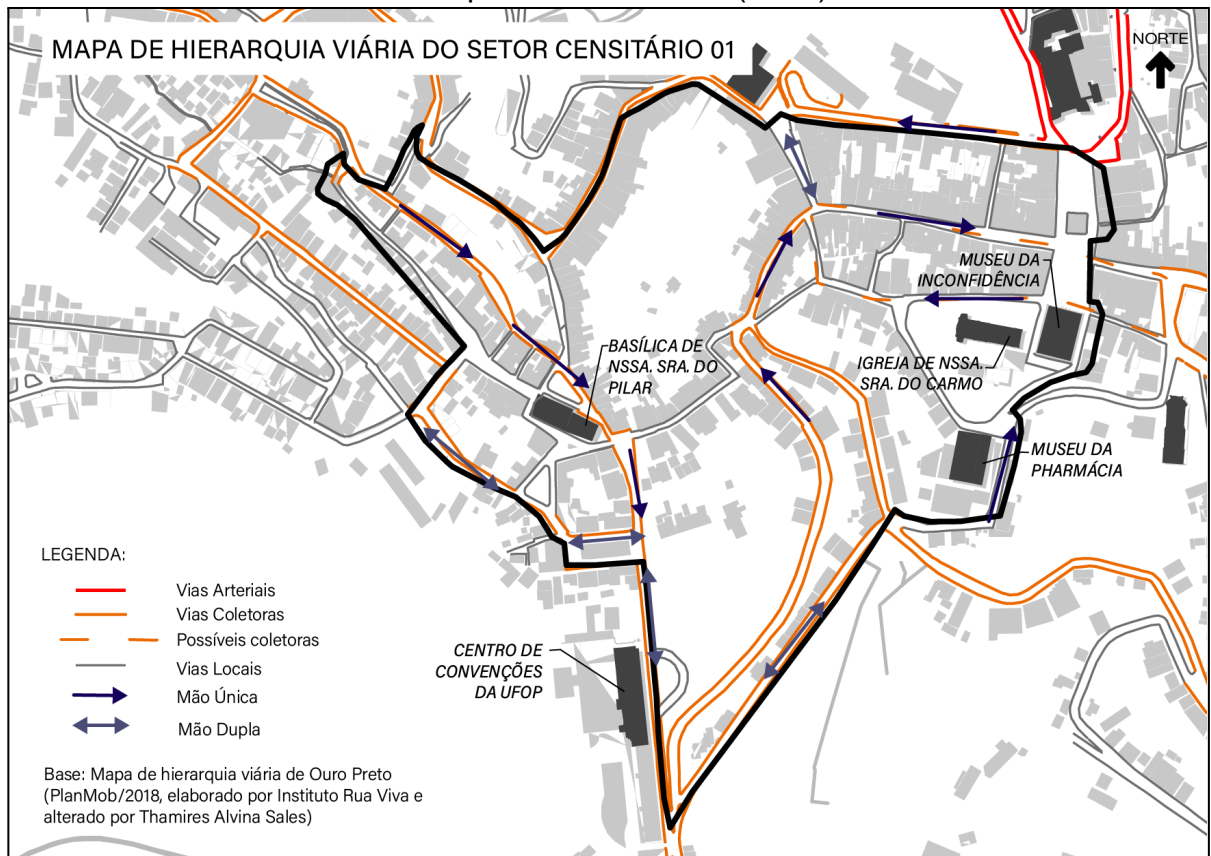 MAPA DE HIERARQUIA VIÁRIA DO SETOR CENSITÁRIO 01
NORTE
MUSEU DA
INCONFIDÊNCIA
BASÍLICA DE
NSSA. SRA. DO
PILAR
IGREJA DE NSSA.
SRA. DO CARMO
MUSEU DA
PHARMÁCIA
CENTRO DE
CONVENÇÕES
DA UFOP
LEGENDA:
Vias Arteriais
Vias Coletoras
Possíveis coletoras
Vias Locais
Mão Única
Mão Dupla
Base: Mapa de hierarquia viária de Ouro Preto
(PlanMob/2018, elaborado por Instituto Rua Viva e
alterado por Thamires Alvina Sales)